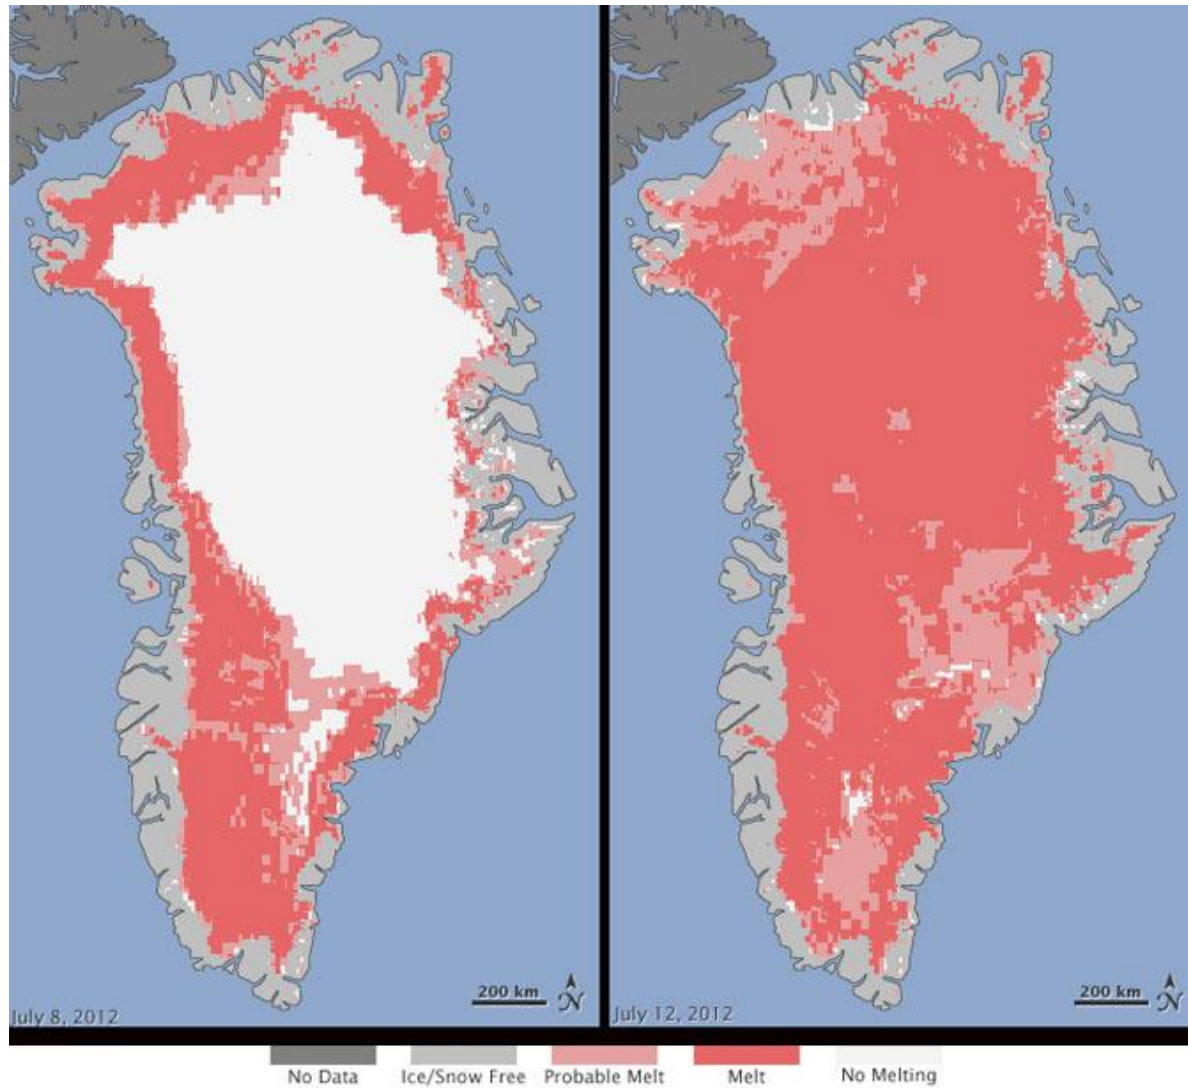 200 km
N
July 8, 2012
200 km
N
July 12, 2012
No Data
Ice/Snow Free
Probable Melt
Melt
No Melting